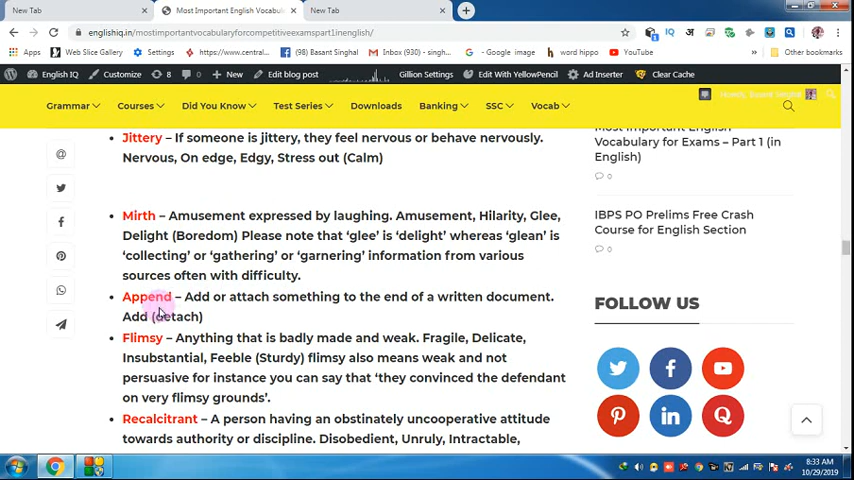 New Tab
Most Important English Vocabul
New Tab
englishiq.in/mostimportantvocabularyforcompetitiveexamspart1inenglish/
Apps
Web Slice Gallery
Settings
https://www.central...
(98) Basant Singhal
Inbox (930) - singh...
Google image
word hippo
YouTube
Other bookmarks
English IQ
Customize
8
0
New
Edit blog post
Gillion Settings
Edit With YellowPencil
Ad Inserter
Clear Cache
Grammar
Courses
Did You Know
Test Series
Downloads
Banking
SSC
Vocab
Jittery – If someone is jittery, they feel nervous or behave nervously.
Nervous, On edge, Edgy, Stress out (Calm)
Mirth – Amusement expressed by laughing. Amusement, Hilarity, Glee,
Delight (Boredom) Please note that ‘glee’ is ‘delight’ whereas ‘glean’ is
‘collecting’ or ‘gathering’ or ‘garnering’ information from various
sources often with difficulty.
Append – Add or attach something to the end of a written document.
Add (detach)
Flimsy – Anything that is badly made and weak. Fragile, Delicate,
Insubstantial, Feeble (Sturdy) flimsy also means weak and not
persuasive for instance you can say that ‘they convinced the defendant
on very flimsy grounds’.
Recalcitrant – A person having an obstinately uncooperative attitude
towards authority or discipline. Disobedient, Unruly, Intractable,
Most Important English
Vocabulary for Exams – Part 1 (in
English)
0
IBPS PO Prelims Free Crash
Course for English Section
0
FOLLOW US
8:33 AM
10/29/2019